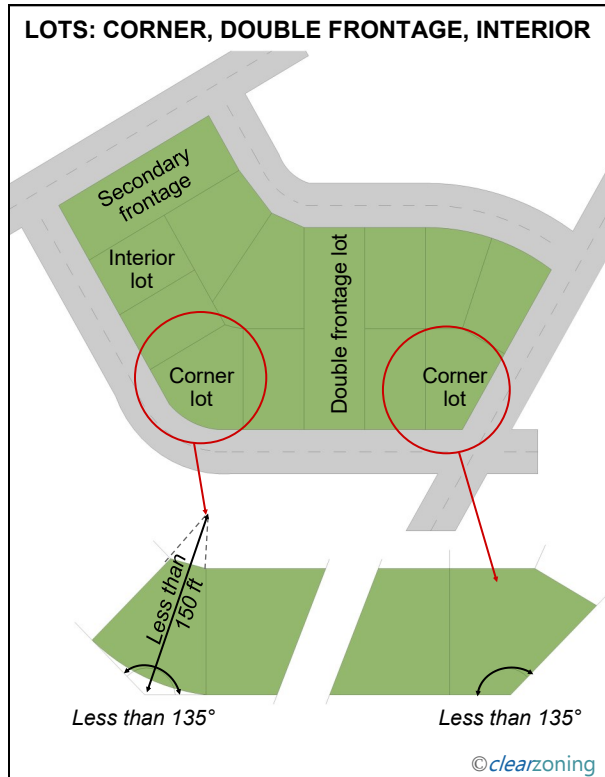 LOTS: CORNER, DOUBLE FRONTAGE, INTERIOR
Secondary
frontage
Interior
lot
Double frontage lot
Corner
lot
Corner
lot
Less than
150 ft
Less than 135°
Less than 135°
©clearzoning